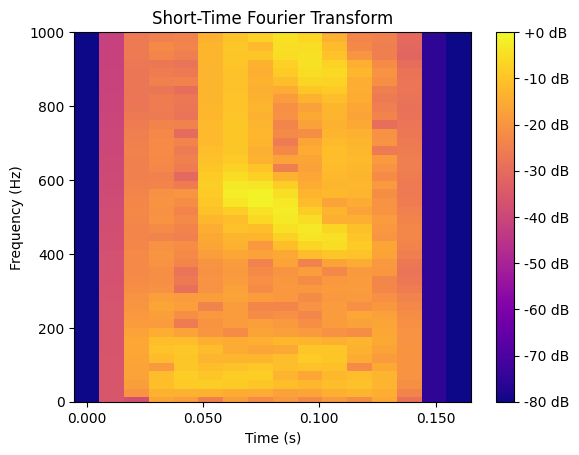 Short-Time Fourier Transform
1000
800
600
400
200
0
Frequency (Hz)
0.000
0.050
0.100
0.150
Time (s)
+0 dB
-10 dB
-20 dB
-30 dB
-40 dB
-50 dB
-60 dB
-70 dB
-80 dB